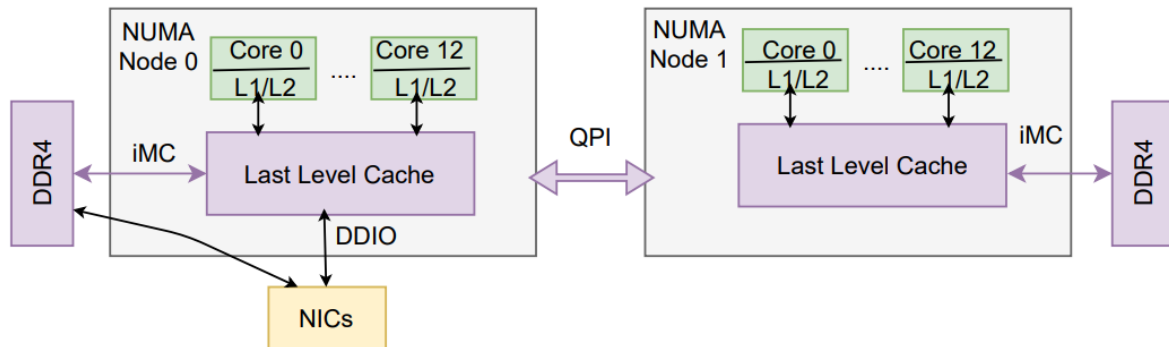 NUMA
Node 0
Core 0
L1/L2
....
Core 12
L1/L2
DDR4
iMC
Last Level Cache
DDIO
NICs
QPI
NUMA
Node 1
Core 0
L1/L2
....
Core 12
L1/L2
Last Level Cache
iMC
DDR4